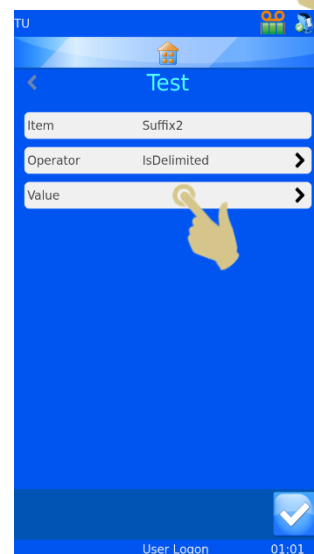 TU
Test
Item Suffix2
Operator IsDelimited
Value
User Logon 01:01